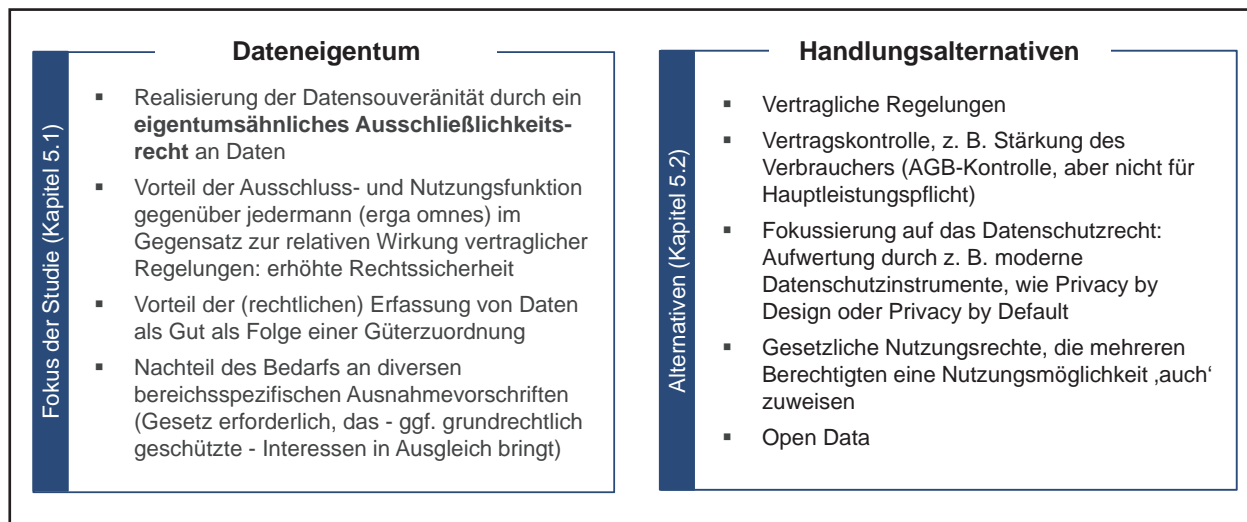 Dateneigentum
Fokus der Studie (Kapitel 5.1)
▪ Realisierung der Datensouveränität durch ein
eigentumsähnliches Ausschließlichkeits-
recht an Daten
▪ Vorteil der Ausschluss- und Nutzungsfunktion
gegenüber jedermann (erga omnes) im
Gegensatz zur relativen Wirkung vertraglicher
Regelungen: erhöhte Rechtssicherheit
▪ Vorteil der (rechtlichen) Erfassung von Daten
als Gut als Folge einer Güterzuordnung
▪ Nachteil des Bedarfs an diversen
bereichsspezifischen Ausnahmevorschriften
(Gesetz erforderlich, das - ggf. grundrechtlich
geschützte - Interessen in Ausgleich bringt)
Handlungsalternativen
Alternativen (Kapitel 5.2)
▪ Vertragliche Regelungen
▪ Vertragskontrolle, z. B. Stärkung des
Verbrauchers (AGB-Kontrolle, aber nicht für
Hauptleistungspflicht)
▪ Fokussierung auf das Datenschutzrecht:
Aufwertung durch z. B. moderne
Datenschutzinstrumente, wie Privacy by
Design oder Privacy by Default
▪ Gesetzliche Nutzungsrechte, die mehreren
Berechtigten eine Nutzungsmöglichkeit ‚auch‘
zuweisen
▪ Open Data